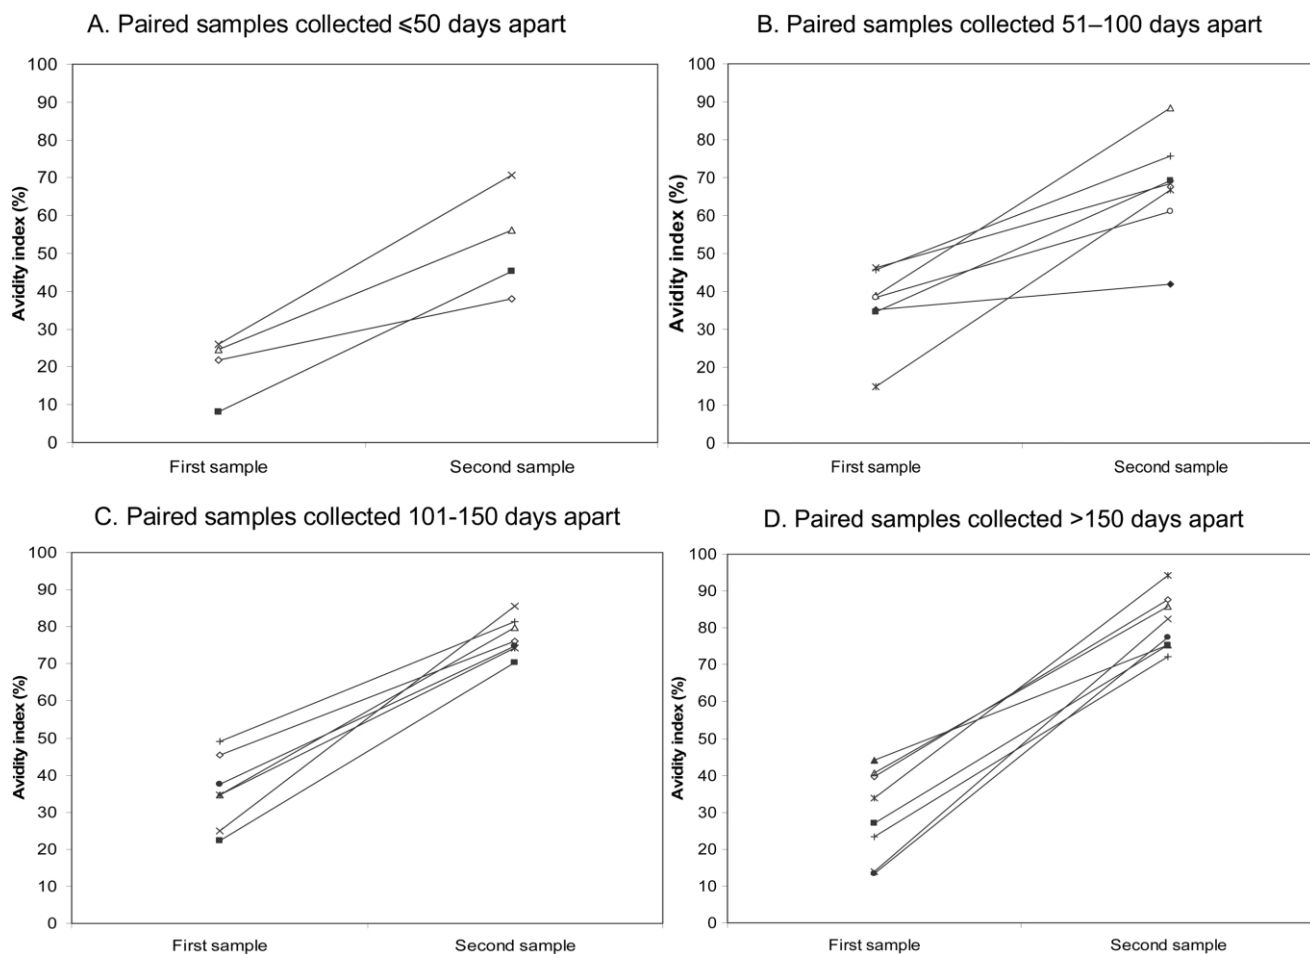 A. Paired samples collected ⩽50 days apart
100
90
80
70
60
50
40
30
20
10
0
Avidity index (%)
First sample
Second sample
B. Paired samples collected 51–100 days apart
100
90
80
70
60
50
40
30
20
10
0
Avidity index (%)
First sample
Second sample
C. Paired samples collected 101-150 days apart
100
90
80
70
60
50
40
30
20
10
0
Avidity index (%)
First sample
Second sample
D. Paired samples collected >150 days apart
100
90
80
70
60
50
40
30
20
10
0
Avidity index (%)
First sample
Second sample